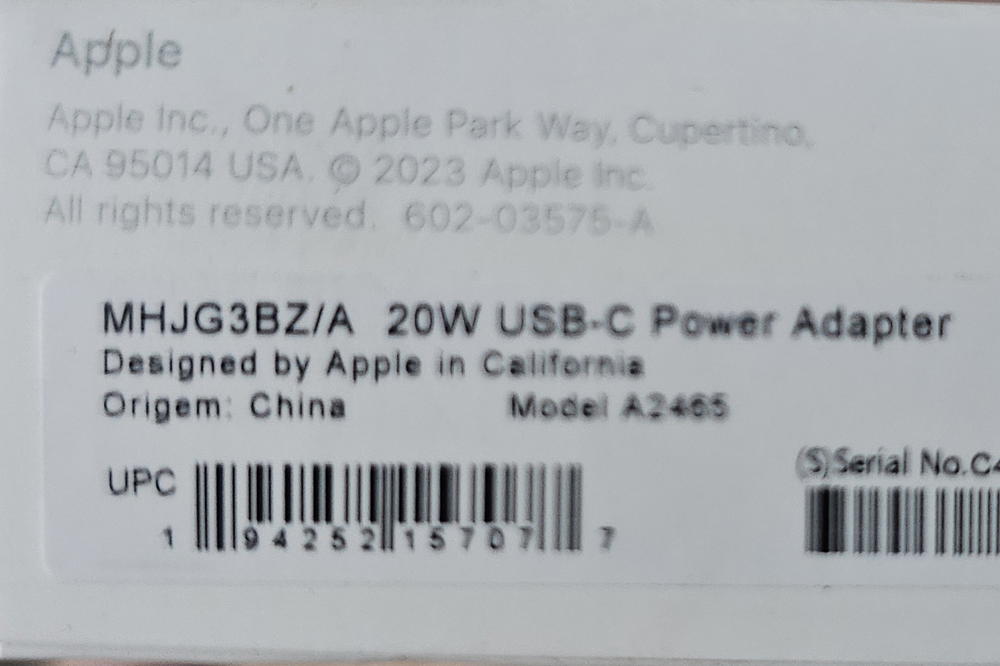 Apple
Apple Inc., One Apple Park Way, Cupertino,
CA 95014 USA. © 2023 Apple Inc.
All rights reserved. 602-03575-A
MHJG3BZ/A 20W USB-C Power Adapter
Designed by Apple in California
Origem: China Model A2465
(S)Serial No.C4
UPC
1 94252 15707 7